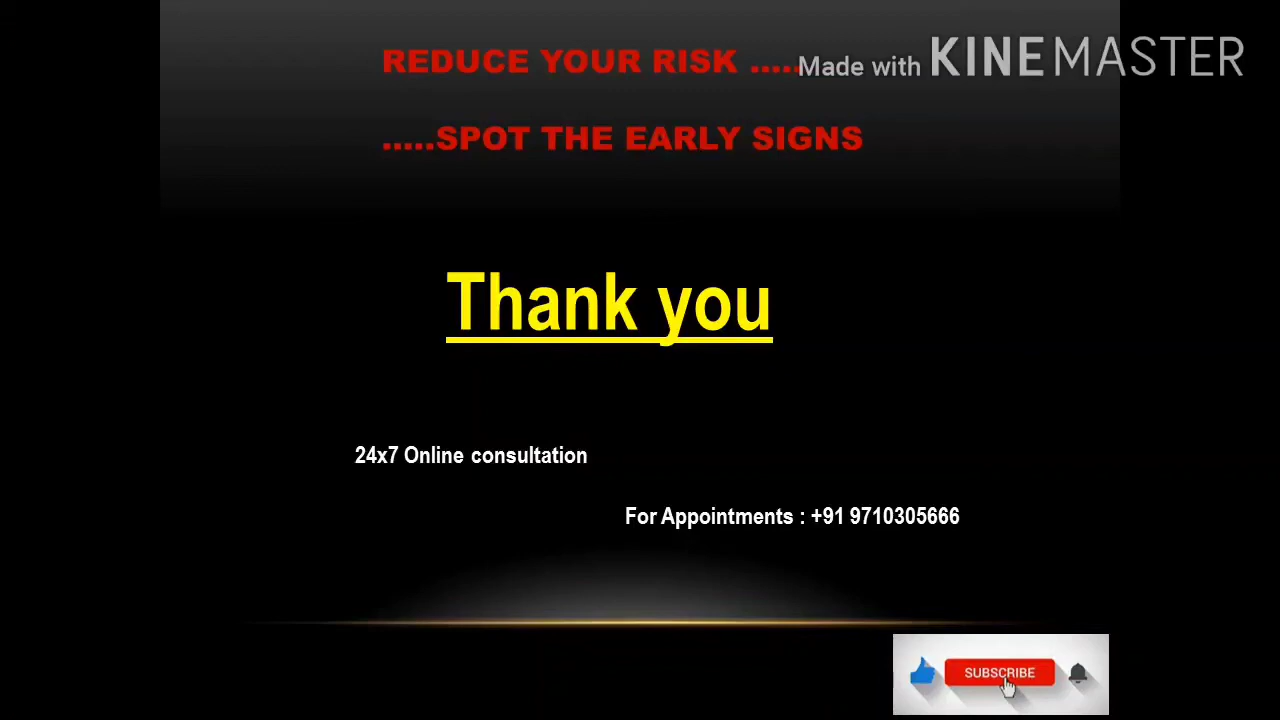 REDUCE YOUR RISK .....
Made with KINEMASTER
.....SPOT THE EARLY SIGNS
Thank you
24x7 Online consultation
For Appointments : +91 9710305666
SUBSCRIBE